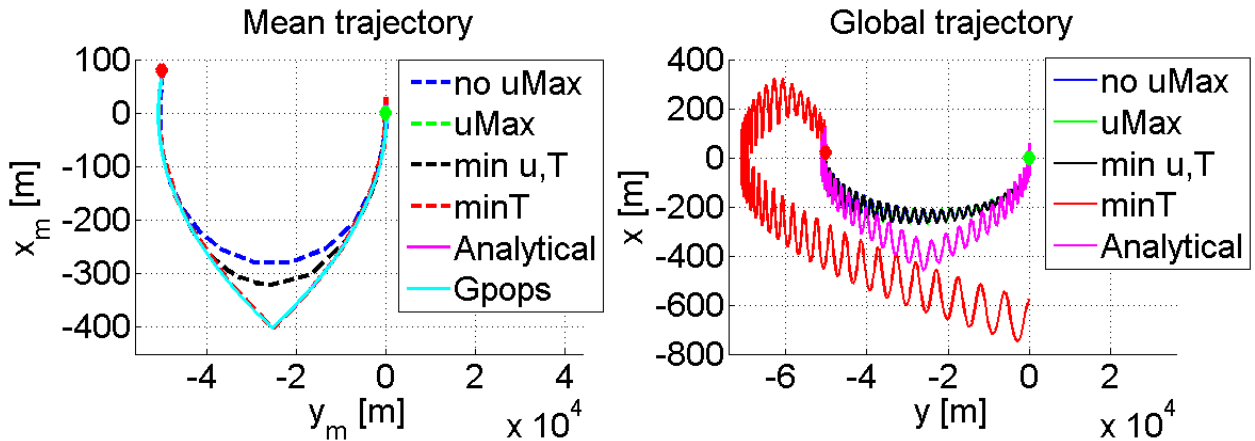 Mean trajectory
100
0
-100
-200
-300
-400
x_m [m]
-4
-2
0
2
4
x 10^4
y_m [m]
no uMax
uMax
min u,T
minT
Analytical
Gpops
Global trajectory
400
200
0
-200
-400
-600
-800
x [m]
-6
-4
-2
0
x 10^4
y [m]
no uMax
uMax
min u,T
minT
Analytical